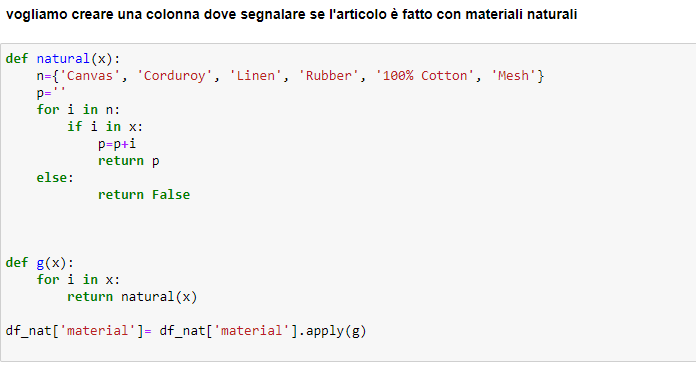 vogliamo creare una colonna dove segnalare se l'articolo è fatto con materiali naturali
def natural(x):
    n={'Canvas', 'Corduroy', 'Linen', 'Rubber', '100% Cotton', 'Mesh'}
    p=''
    for i in n:
        if i in x:
            p=p+i
            return p
    else:
            return False
def g(x):
    for i in x:
        return natural(x)
df_nat['material']= df_nat['material'].apply(g)